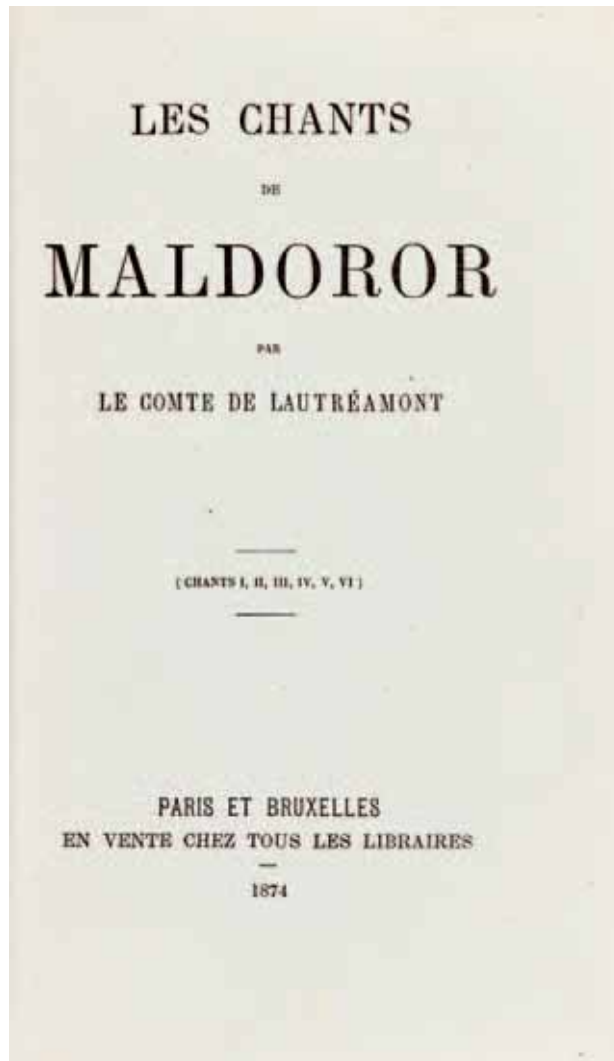 LES CHANTS
DE
MALDOROR
PAR
LE COMTE DE LAUTRÉAMONT
( CHANTS I, II, III, IV, V, VI )
PARIS ET BRUXELLES
EN VENTE CHEZ TOUS LES LIBRAIRES
1874